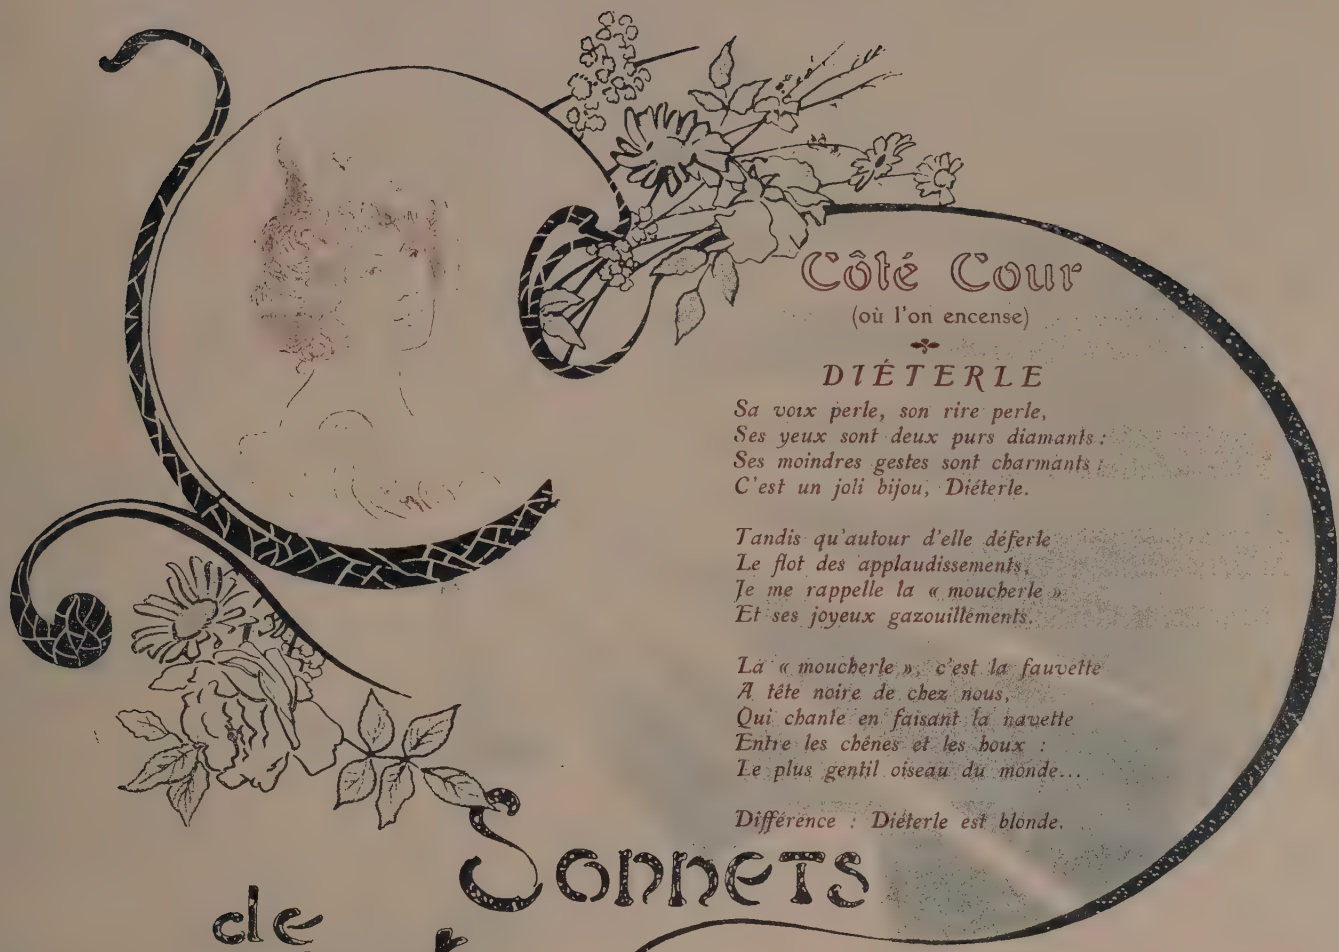 Côté Cour
(où l'on encense)
DIÉTERLE
Sa voix perle, son rire perle,
Ses yeux sont deux purs diamants :
Ses moindres gestes sont charmants :
C'est un joli bijou, Diéterle.
Tandis qu'autour d'elle déferle
Le flot des applaudissements,
Je me rappelle la « moucherle »
Et ses joyeux gazouillements.
La « moucherle », c'est la fauvette
A tête noire de chez nous,
Qui chante en faisant la navette
Entre les chênes et les houx :
Le plus gentil oiseau du monde...
Différence : Diéterle est blonde.
Sonnets
de